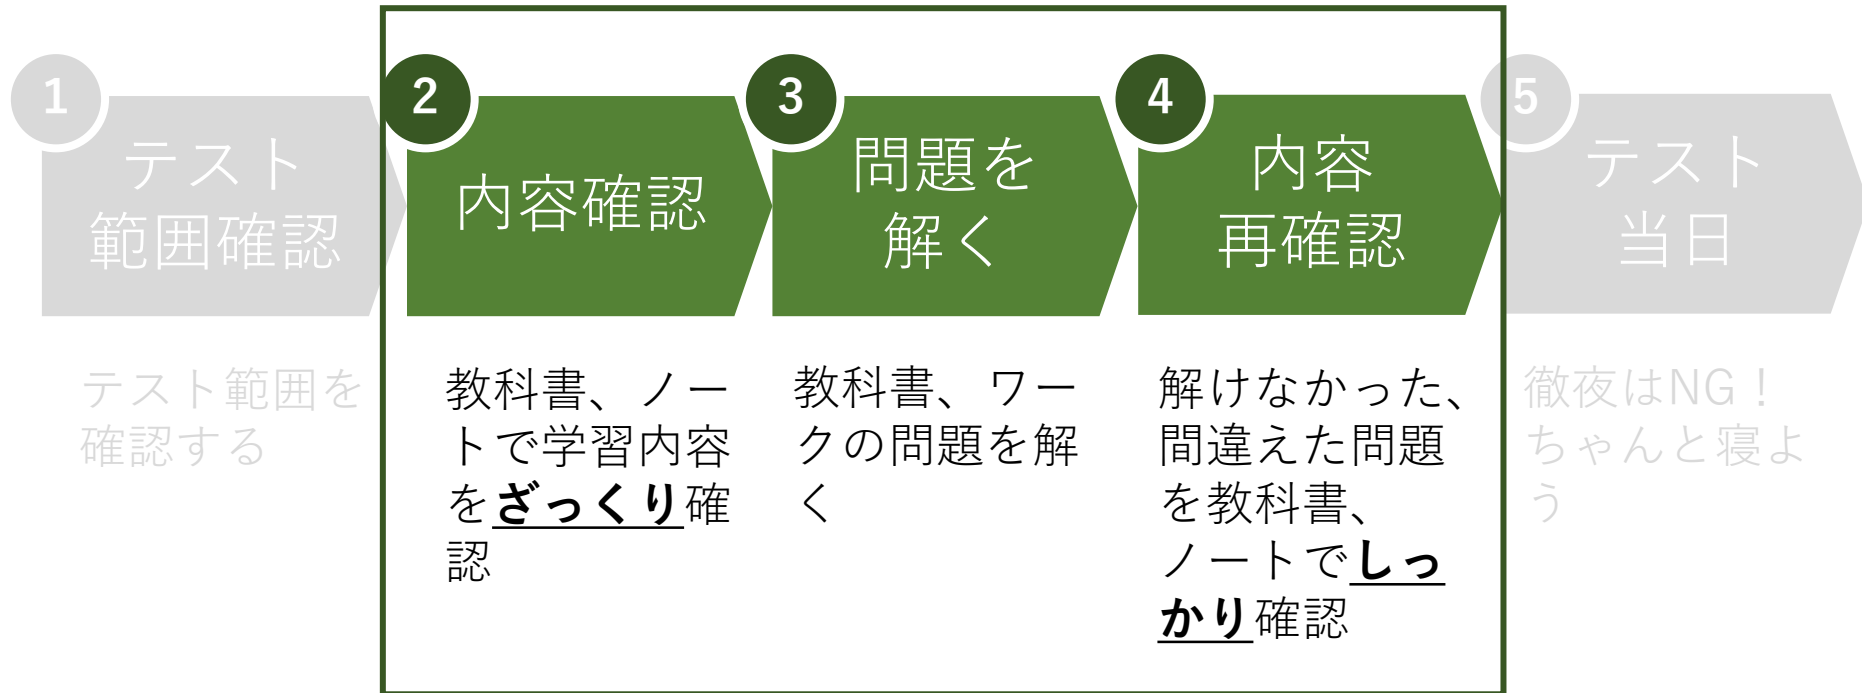 1
テスト
範囲確認
テスト範囲を
確認する
2
内容確認
教科書、ノー
トで学習内容
をざっくり確
認
3
問題を
解く
教科書、ワー
クの問題を解
く
4
内容
再確認
解けなかった、
間違えた問題
を教科書、
ノートでしっ
かり確認
5
テスト
当日
徹夜はNG！
ちゃんと寝よ
う